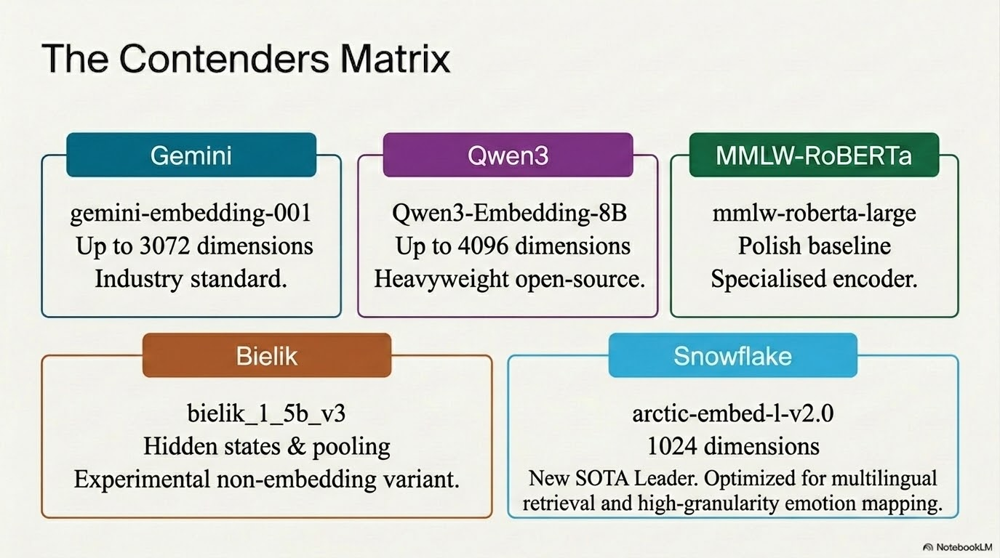 The Contenders Matrix
Gemini
gemini-embedding-001
Up to 3072 dimensions
Industry standard.
Qwen3
Qwen3-Embedding-8B
Up to 4096 dimensions
Heavyweight open-source.
MMLW-RoBERTa
mmlw-roberta-large
Polish baseline
Specialised encoder.
Bielik
bielik_1_5b_v3
Hidden states & pooling
Experimental non-embedding variant.
Snowflake
arctic-embed-l-v2.0
1024 dimensions
New SOTA Leader. Optimized for multilingual
retrieval and high-granularity emotion mapping.
NotebookLM